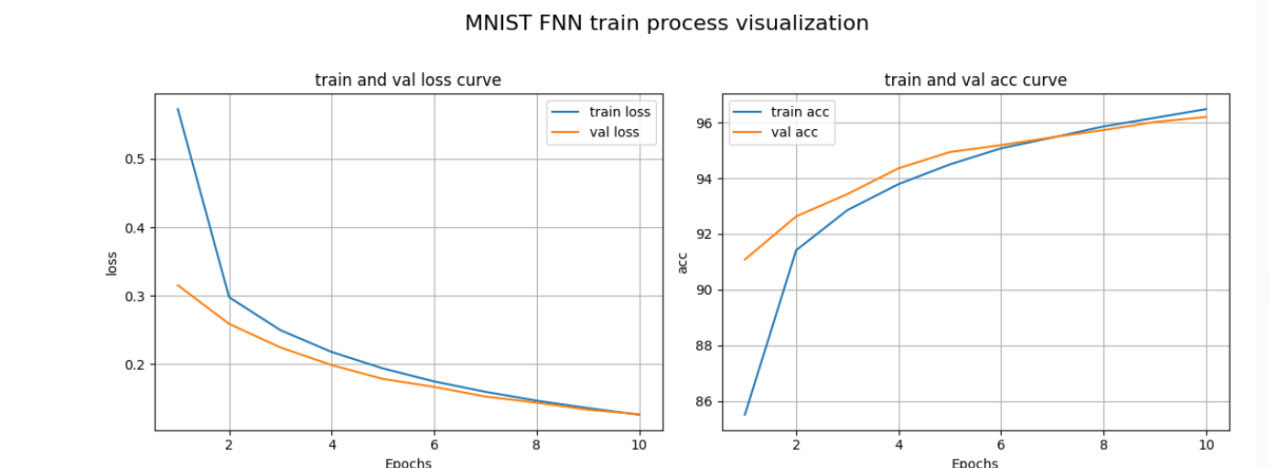 MNIST FNN train process visualization
train and val loss curve
train loss
val loss
0.5
0.4
0.3
0.2
loss
2 4 6 8 10
Epochs
train and val acc curve
train acc
val acc
96
94
92
90
88
86
acc
2 4 6 8 10
Epochs